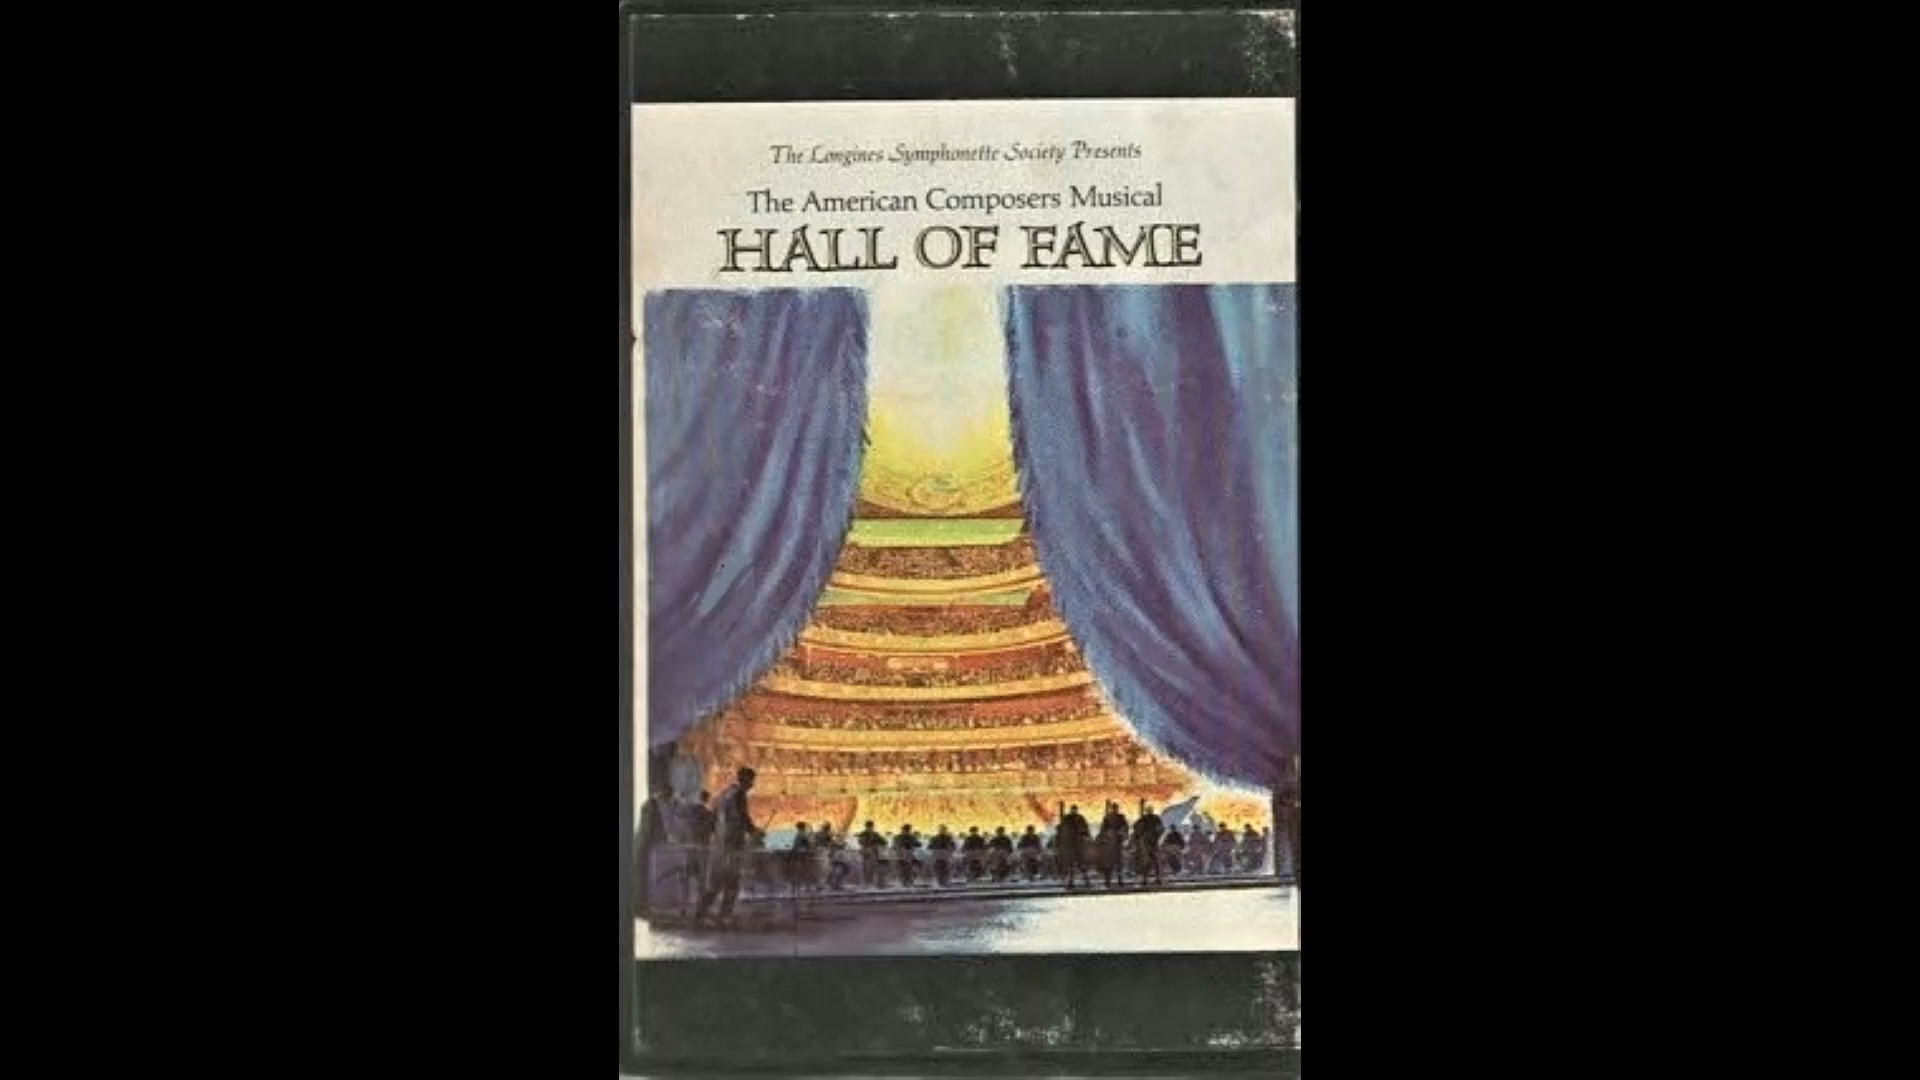 The Longines Symphonette Society Presents
The American Composers Musical
HALL OF FAME